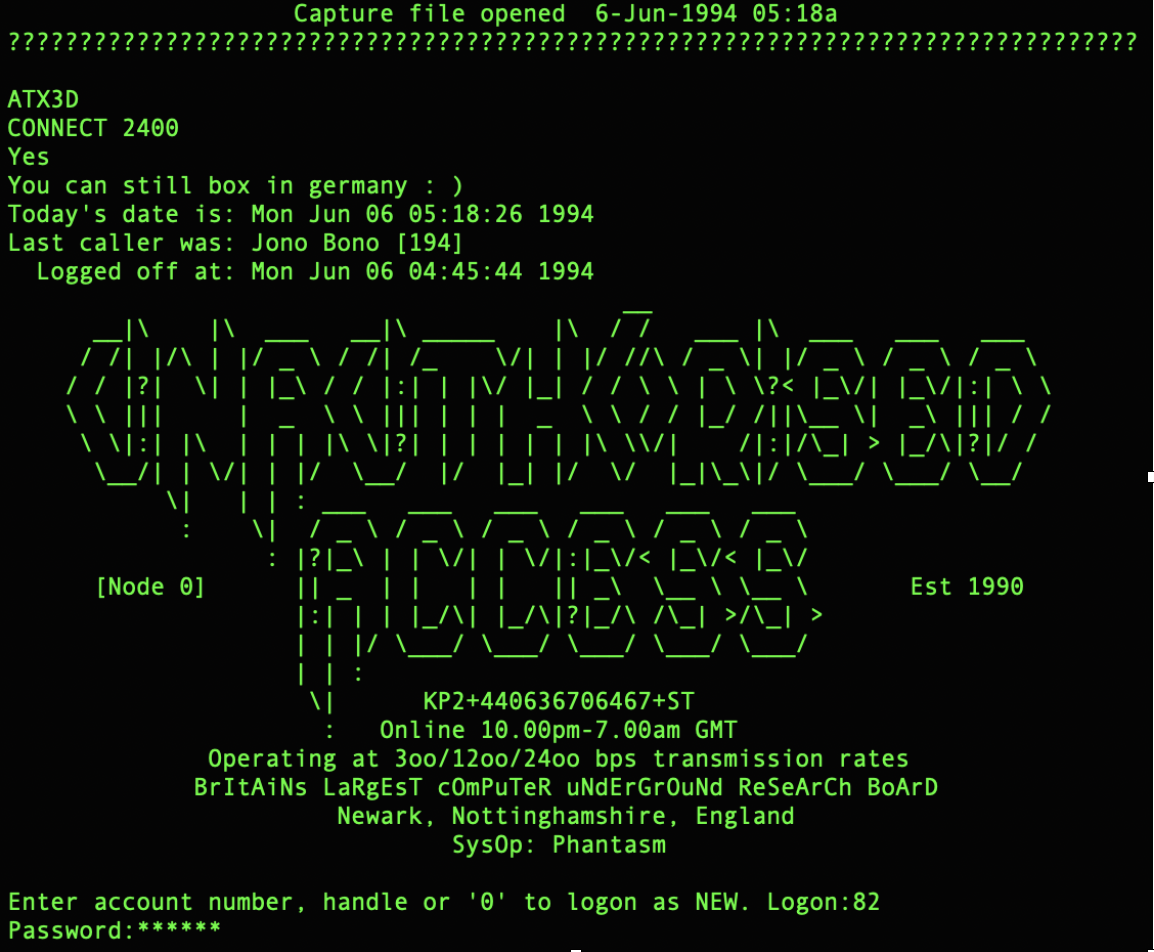 Capture file opened  6-Jun-1994 05:18a
???????????????????????????????????????????????????????????????????????????????
ATX3D
CONNECT 2400
Yes
You can still box in germany : )
Today's date is: Mon Jun 06 05:18:26 1994
Last caller was: Jono Bono [194]
Logged off at: Mon Jun 06 04:45:44 1994
UNAUTHORISED
ACCESS
[Node 0] Est 1990
KP2+440636706467+ST
Online 10.00pm-7.00am GMT
Operating at 3oo/12oo/24oo bps transmission rates
BrItAiNs LaRgEsT cOmPuTeR uNdErGrOuNd ReSeArCh BoArD
Newark, Nottinghamshire, England
SysOp: Phantasm
Enter account number, handle or '0' to logon as NEW. Logon:82
Password:******